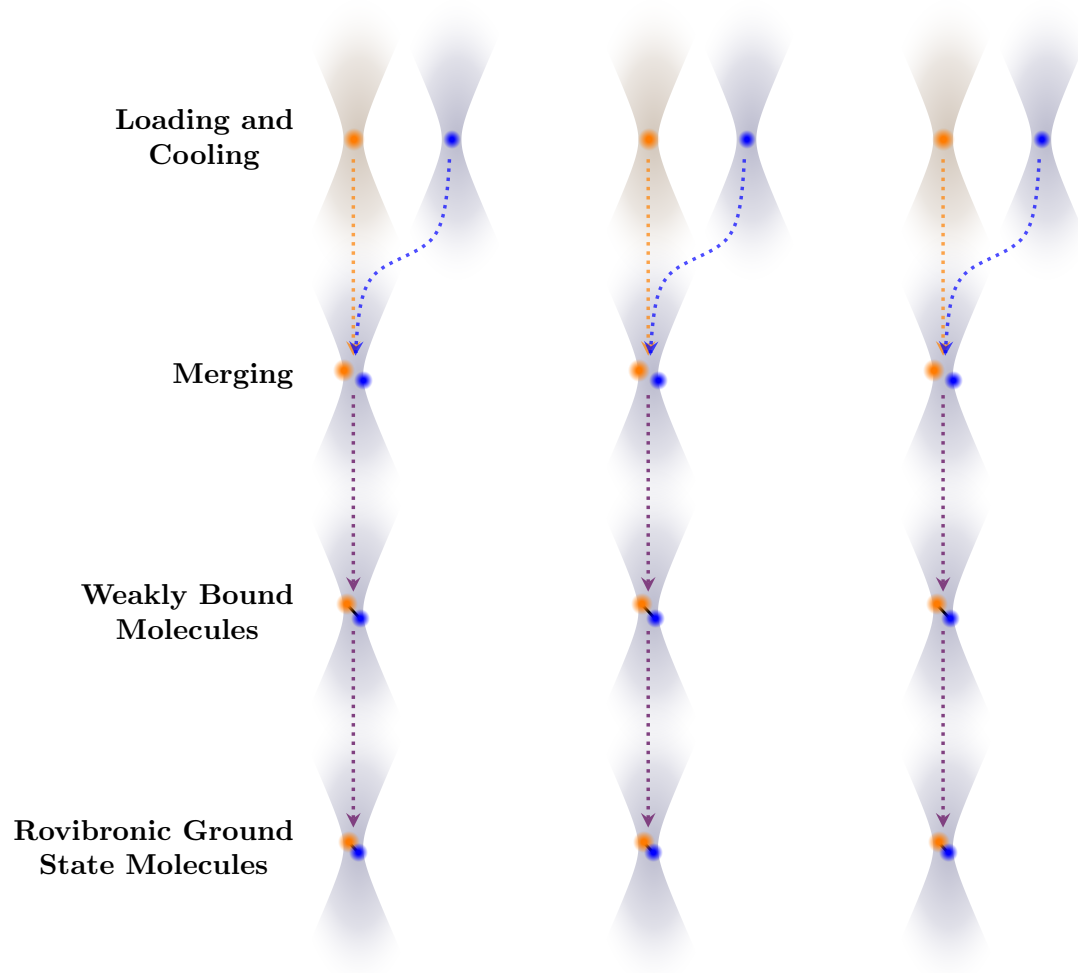 Loading and
Cooling
Merging
Weakly Bound
Molecules
Rovibronic Ground
State Molecules